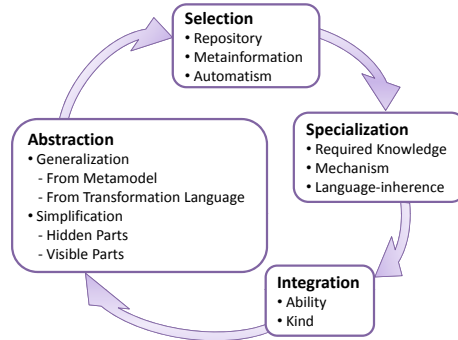 Selection
• Repository
• Metainformation
• Automatism
Specialization
• Required Knowledge
• Mechanism
• Language-inherence
Integration
• Ability
• Kind
Abstraction
• Generalization
- From Metamodel
- From Transformation Language
• Simplification
- Hidden Parts
- Visible Parts